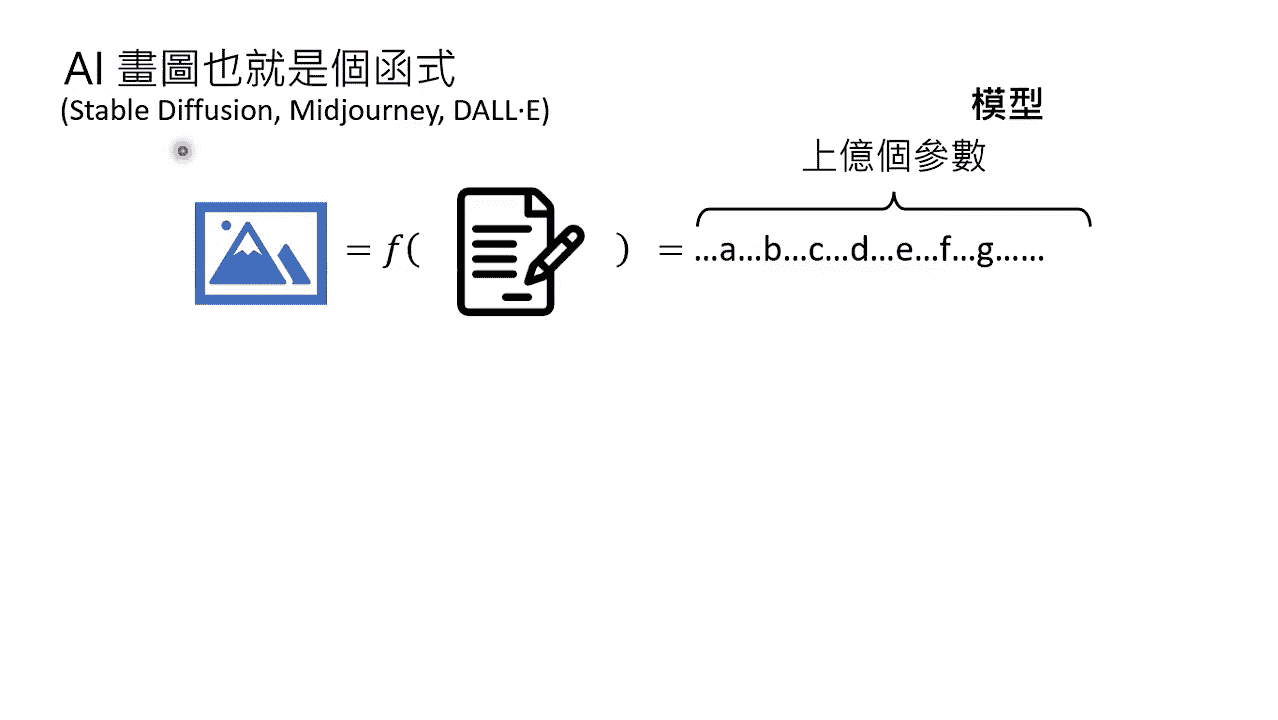 AI 畫圖也就是個函式
(Stable Diffusion, Midjourney, DALL·E)
模型
上億個參數
= f( ) = …a…b…c…d…e…f…g……